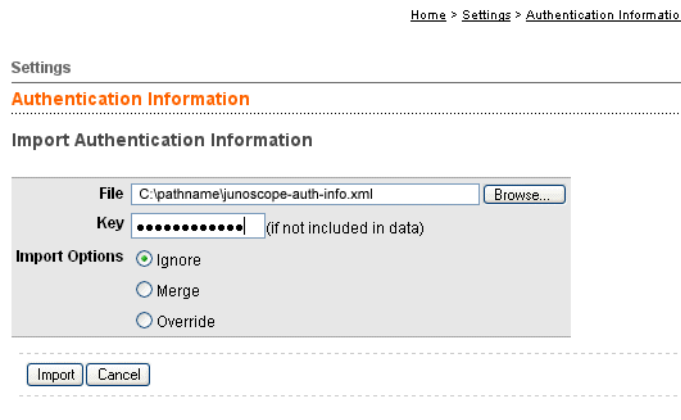 Home > Settings > Authentication Informatio
Settings
Authentication Information
Import Authentication Information
File C:\pathname\junoscope-auth-info.xml Browse...
Key ●●●●●●●●●●●● (if not included in data)
Import Options Ignore
Merge
Override
Import Cancel